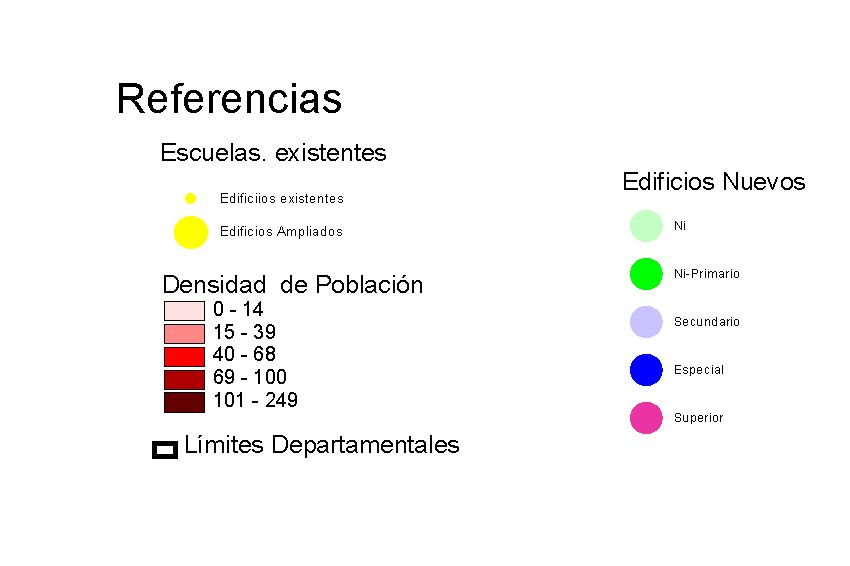 Referencias
Escuelas. existentes
Edificiios existentes
Edificios Ampliados
Densidad de Población
0 - 14
15 - 39
40 - 68
69 - 100
101 - 249
Límites Departamentales
Edificios Nuevos
Ni
Ni-Primario
Secundario
Especial
Superior